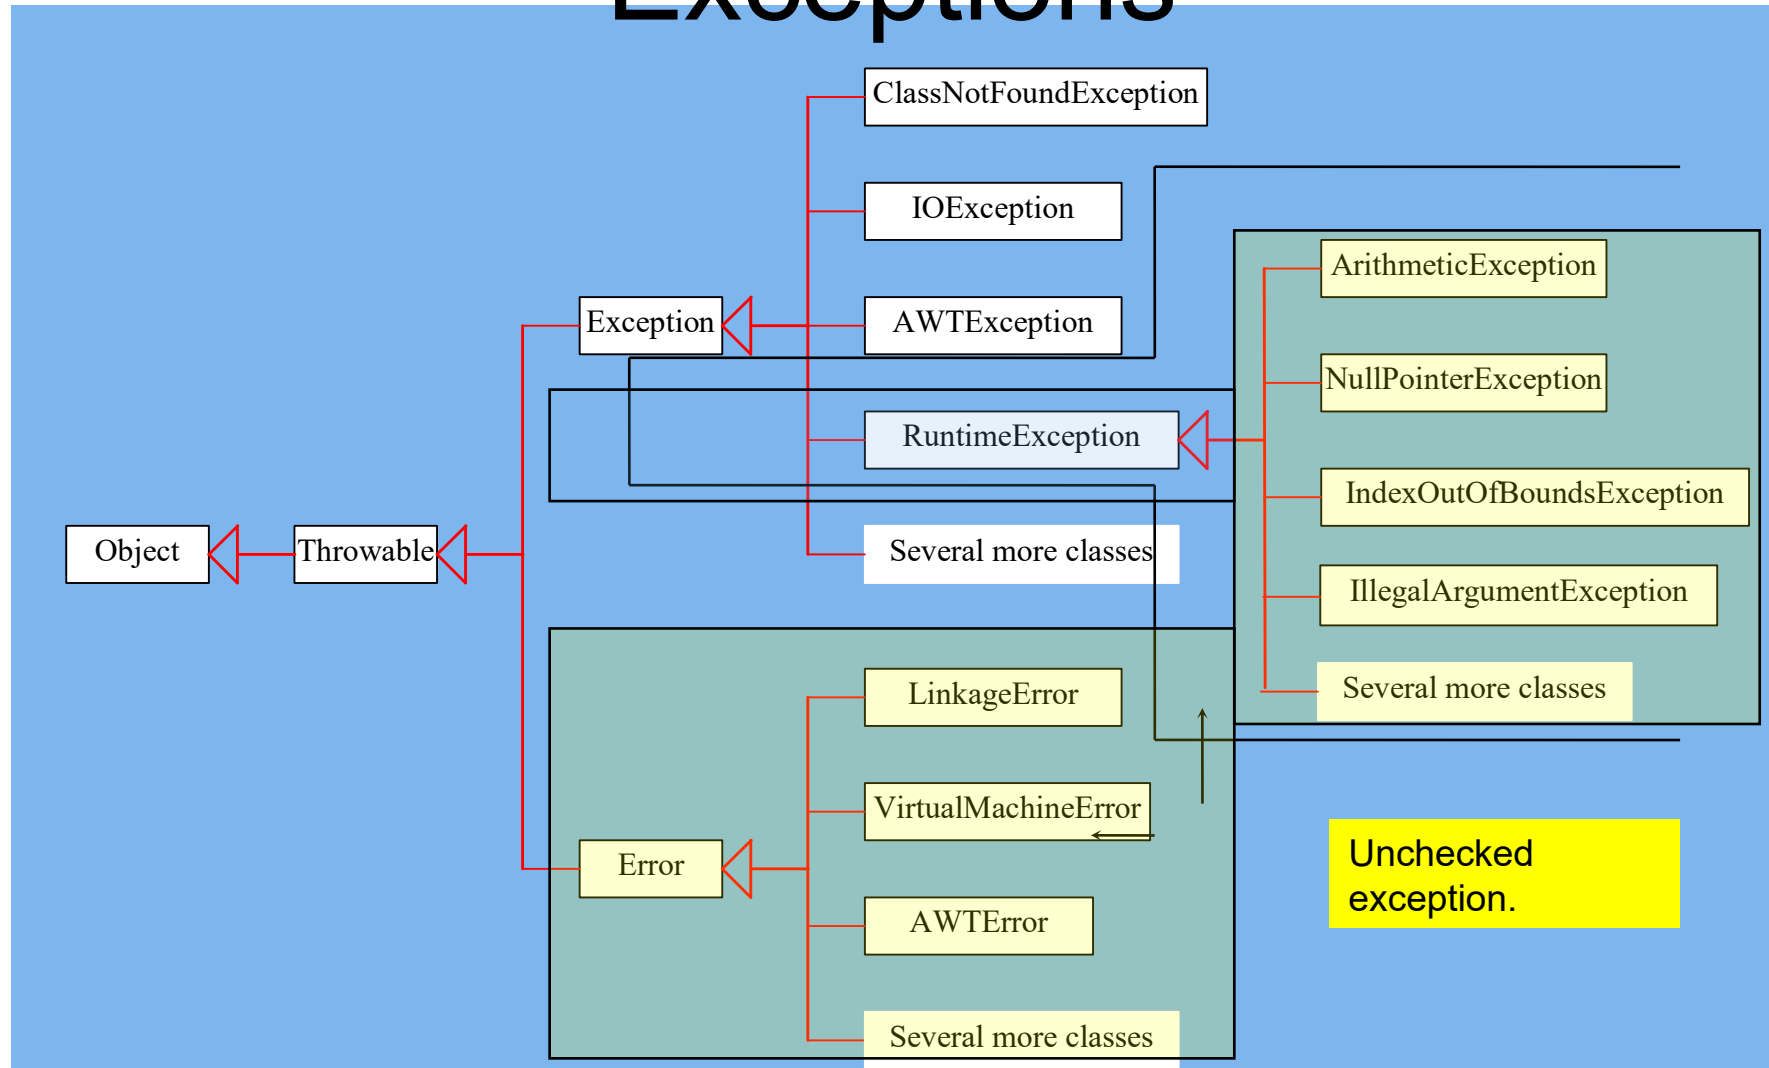 Exceptions
ClassNotFoundException
IOException
ArithmeticException
Exception
AWTException
NullPointerException
RuntimeException
IndexOutOfBoundsException
Object
Throwable
Several more classes
IllegalArgumentException
LinkageError
Several more classes
VirtualMachineError
Error
Unchecked
exception.
AWTError
Several more classes